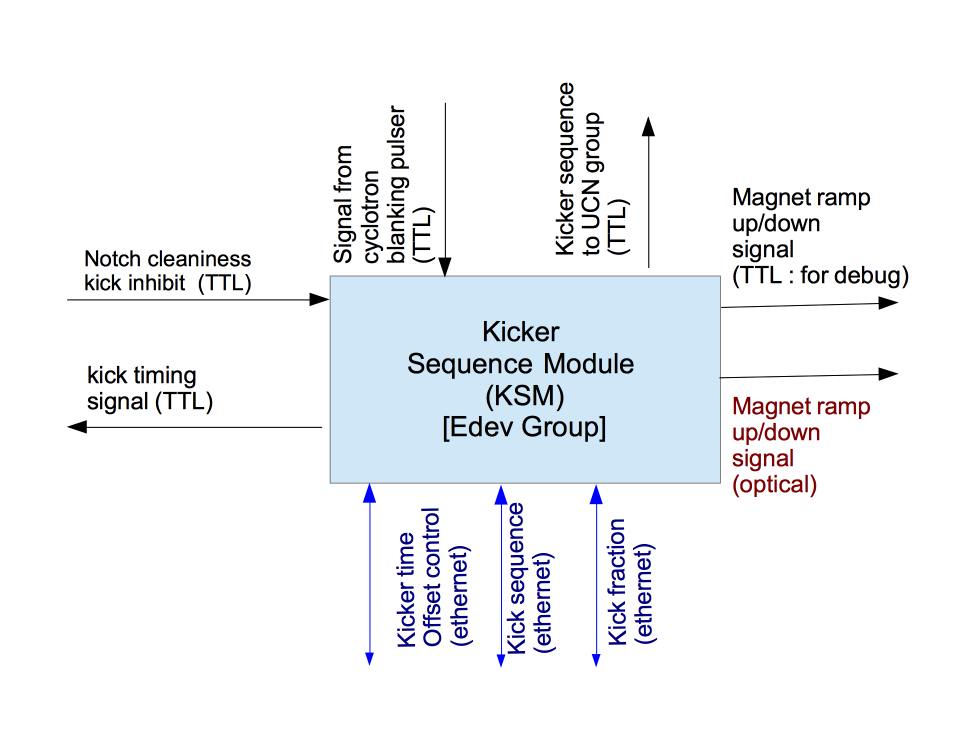 Signal from
cyclotron
blanking pulser
(TTL)
Kicker sequence
to UCN group
(TTL)
Magnet ramp
up/down
signal
(TTL : for debug)
Notch cleaniness
kick inhibit (TTL)
Kicker
Sequence Module
(KSM)
[Edev Group]
kick timing
signal (TTL)
Magnet ramp
up/down
signal
(optical)
Kicker time
Offset control
(ethernet)
Kick sequence
(ethernet)
Kick fraction
(ethernet)